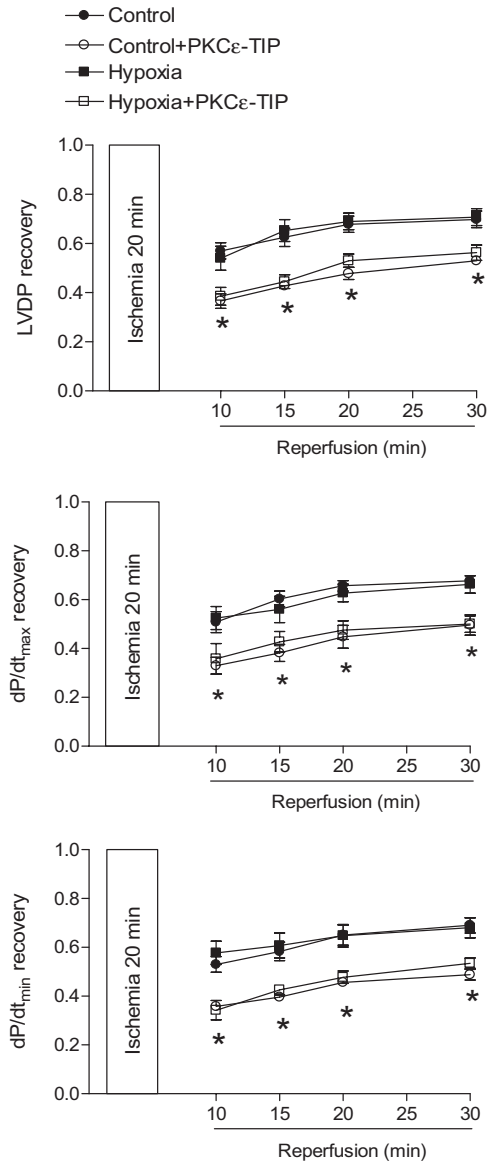 Control
Control+PKCε-TIP
Hypoxia
Hypoxia+PKCε-TIP
1.0
0.8
0.6
0.4
0.2
0.0
LVDP recovery
Ischemia 20 min
* * * *
10 15 20 25 30
Reperfusion (min)
1.0
0.8
0.6
0.4
0.2
0.0
dP/dtmax recovery
Ischemia 20 min
* * * *
10 15 20 25 30
Reperfusion (min)
1.0
0.8
0.6
0.4
0.2
0.0
dP/dtmin recovery
Ischemia 20 min
* * * *
10 15 20 25 30
Reperfusion (min)